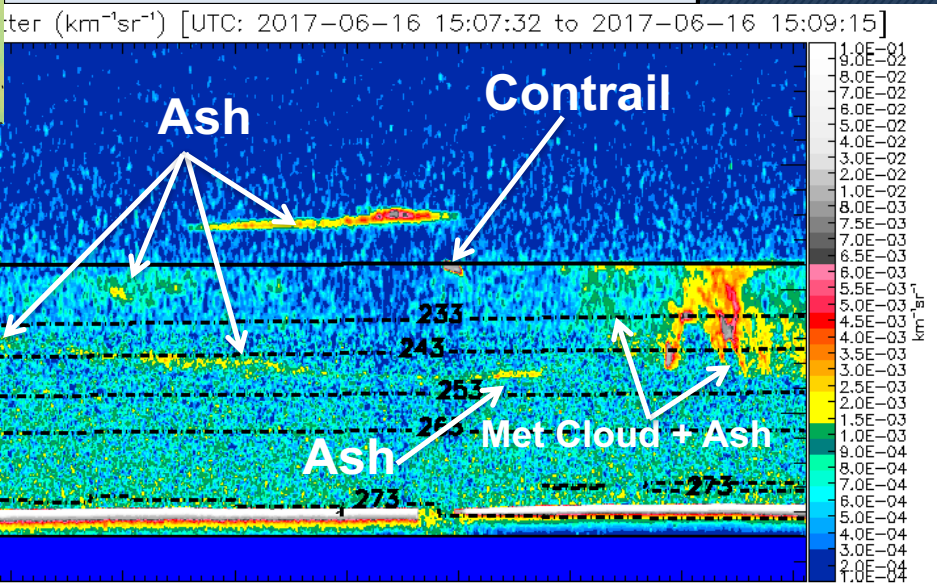 tter (km⁻¹sr⁻¹) [UTC: 2017-06-16 15:07:32 to 2017-06-16 15:09:15]
Ash
Contrail
233
243
253
263
Met Cloud + Ash
Ash
273
273
1.0E-01
9.0E-02
8.0E-02
7.0E-02
6.0E-02
5.0E-02
4.0E-02
3.0E-02
2.0E-02
1.0E-02
8.0E-03
7.5E-03
7.0E-03
6.5E-03
6.0E-03
5.5E-03
5.0E-03
4.5E-03
4.0E-03
3.5E-03
3.0E-03
2.5E-03
2.0E-03
1.5E-03
1.0E-03
9.0E-04
8.0E-04
7.0E-04
6.0E-04
5.0E-04
4.0E-04
3.0E-04
2.0E-04
1.0E-04
km⁻¹sr⁻¹